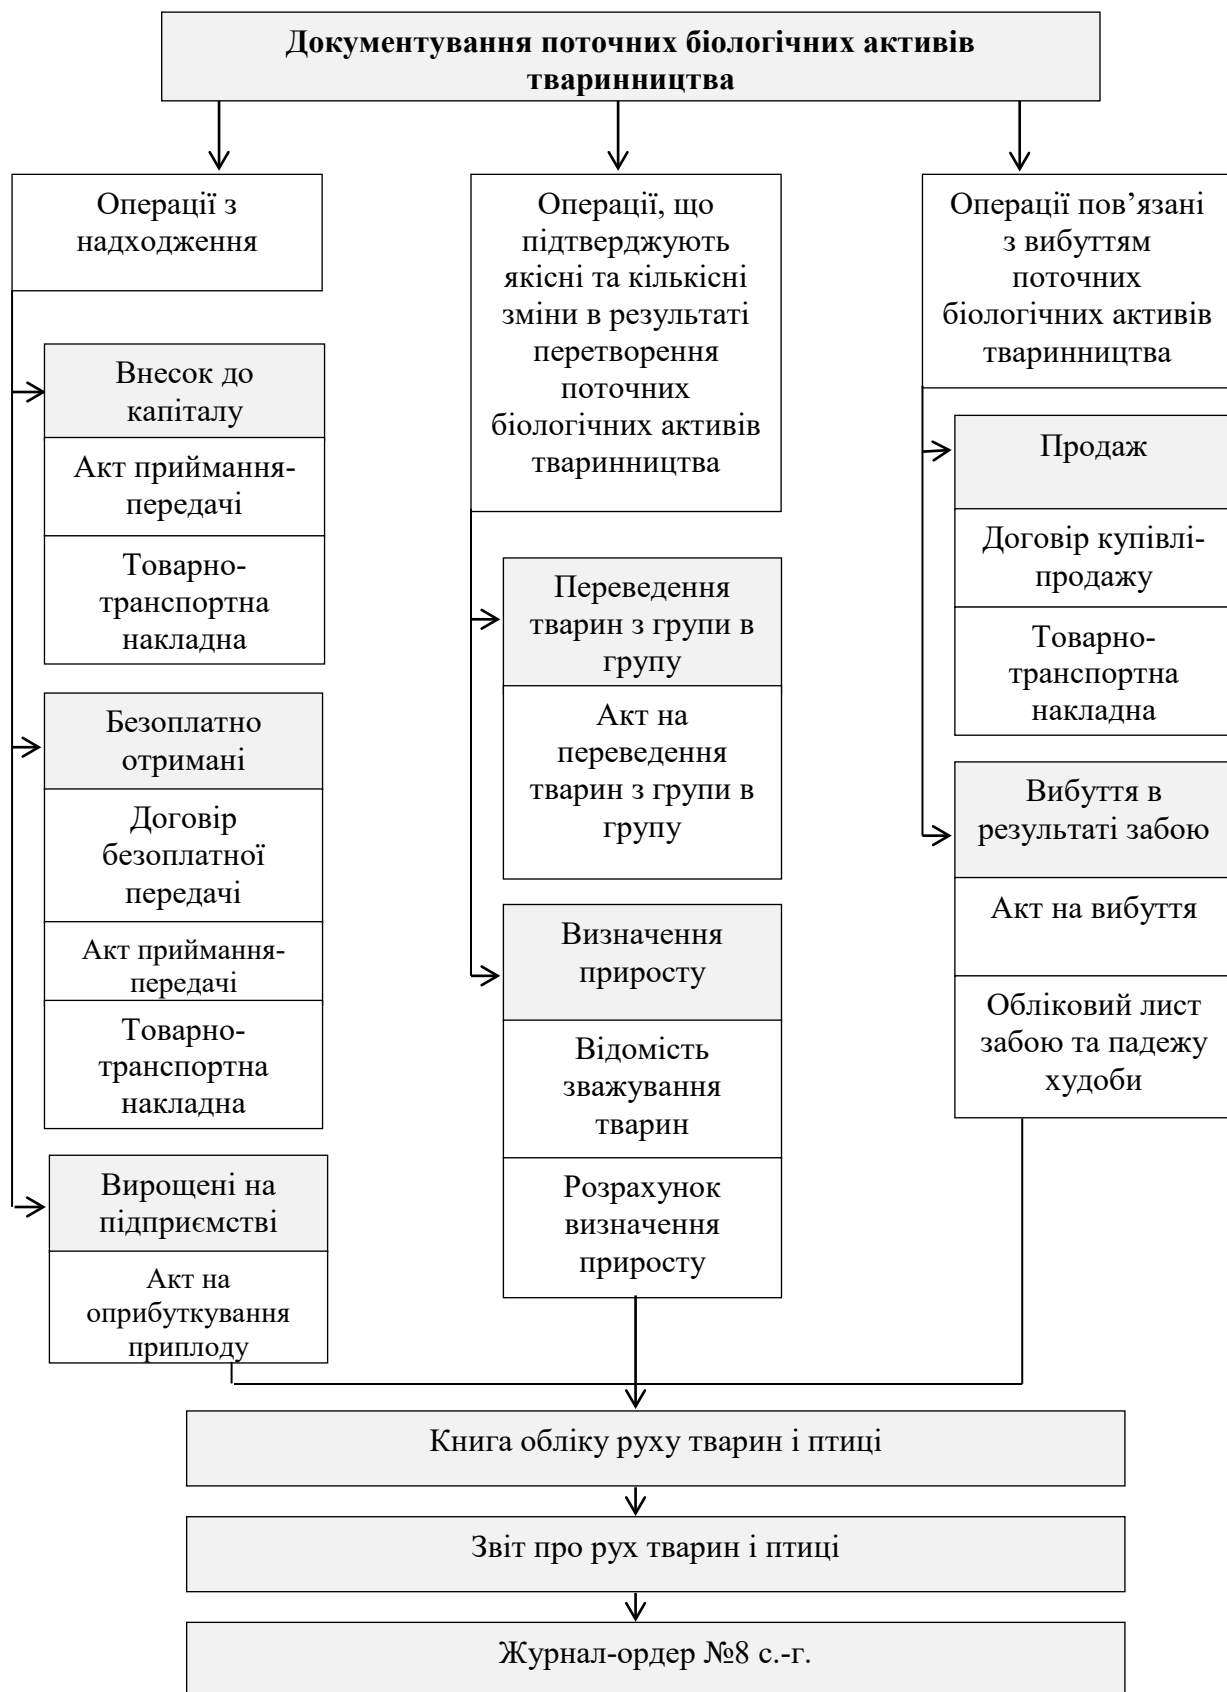 Документування поточних біологічних активів
тваринництва
Операції з
надходження
Внесок до
капіталу
Акт приймання-
передачі
Товарно-
транспортна
накладна
Безоплатно
отримані
Договір
безоплатної
передачі
Акт приймання-
передачі
Товарно-
транспортна
накладна
Вирощені на
підприємстві
Акт на
оприбуткування
приплоду
Операції, що
підтверджують
якісні та кількісні
зміни в результаті
перетворення
поточних
біологічних активів
тваринництва
Переведення
тварин з групи в
групу
Акт на
переведення
тварин з групи в
групу
Визначення
приросту
Відомість
зважування
тварин
Розрахунок
визначення
приросту
Операції пов’язані
з вибуттям
поточних
біологічних активів
тваринництва
Продаж
Договір купівлі-
продажу
Товарно-
транспортна
накладна
Вибуття в
результаті забою
Акт на вибуття
Обліковий лист
забою та падежу
худоби
Книга обліку руху тварин і птиці
Звіт про рух тварин і птиці
Журнал-ордер №8 с.-г.